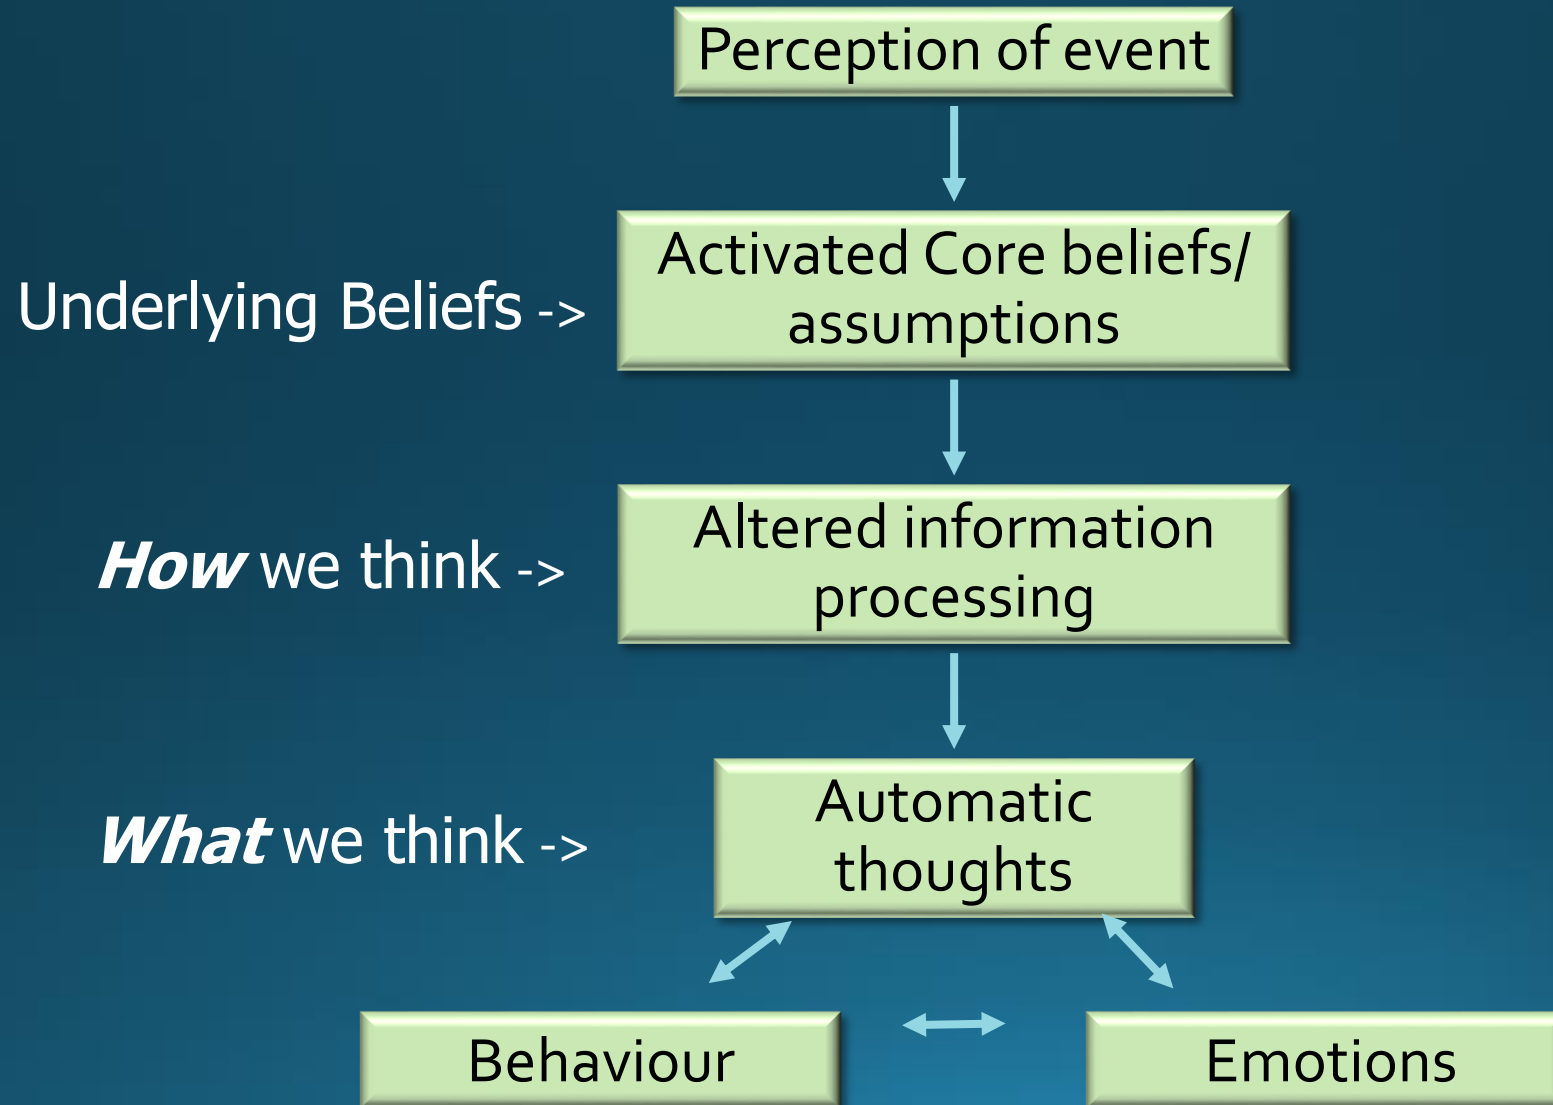 Perception of event
Activated Core beliefs/
Underlying Beliefs ->
assumptions
Altered information
How we think ->
processing
Automatic
What we think ->
thoughts
Behaviour
Emotions